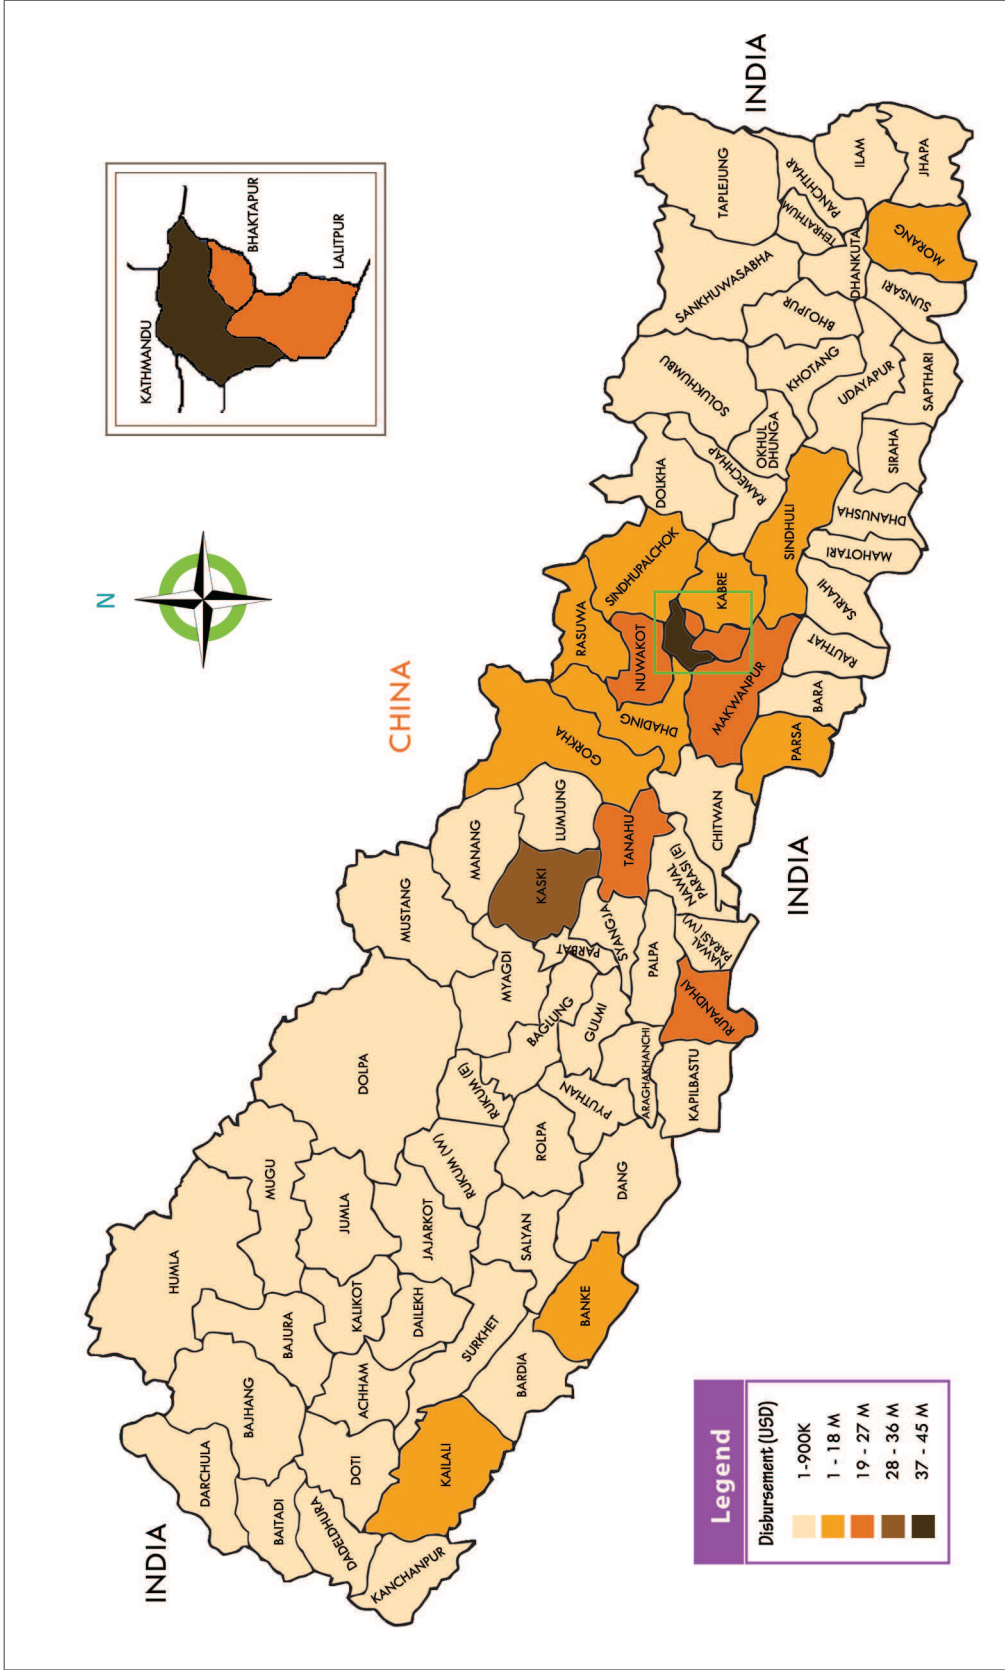 N
CHINA
INDIA
INDIA
INDIA
KATHMANDU
BHAKTAPUR
LALITPUR
HUMLA
DARCHULA
BAJHANG
MUGU
BAITADI
BAJURA
JUMLA
DOLPA
DADELDHURA
DOTI
ACHHAM
KALIKOT
MUSTANG
KANCHANPUR
KAILALI
DAILEKH
JAJARKOT
RUKUM (W)
RUKUM (E)
MANANG
SURKHET
SALYAN
ROLPA
MYAGDI
KASKI
LUMJUNG
GORKHA
BARDIA
BANKE
DANG
PYUTHAN
BAGLUNG
GULMI
PARBAT
SYANGJA
TANAHU
DHADING
RASUWA
NUWAKOT
SINDHUPALCHOK
ARAGHAKHANCHI
PALPA
KAPILBASTU
RUPANDHAI
NAWAL
PARASI (W)
NAWAL
PARASI (E)
CHITWAN
MAKWANPUR
KABRE
DOLKHA
RAMECHHAP
SOLUKHUMBU
SANKHUWASABHA
TAPLEJUNG
PARSA
BARA
RAUTHAT
SARLAHI
MAHOTARI
DHANUSHA
SINDHULI
OKHUL
DHUNGA
KHOTANG
BHOJPUR
TEHRATHUM
PANCHTHAR
SIRAHA
UDAYAPUR
SAPTHARI
DHANKUTA
SUNSARI
MORANG
ILAM
JHAPA
Legend
Disbursement (USD)
1-900K
1 - 18 M
19 - 27 M
28 - 36 M
37 - 45 M